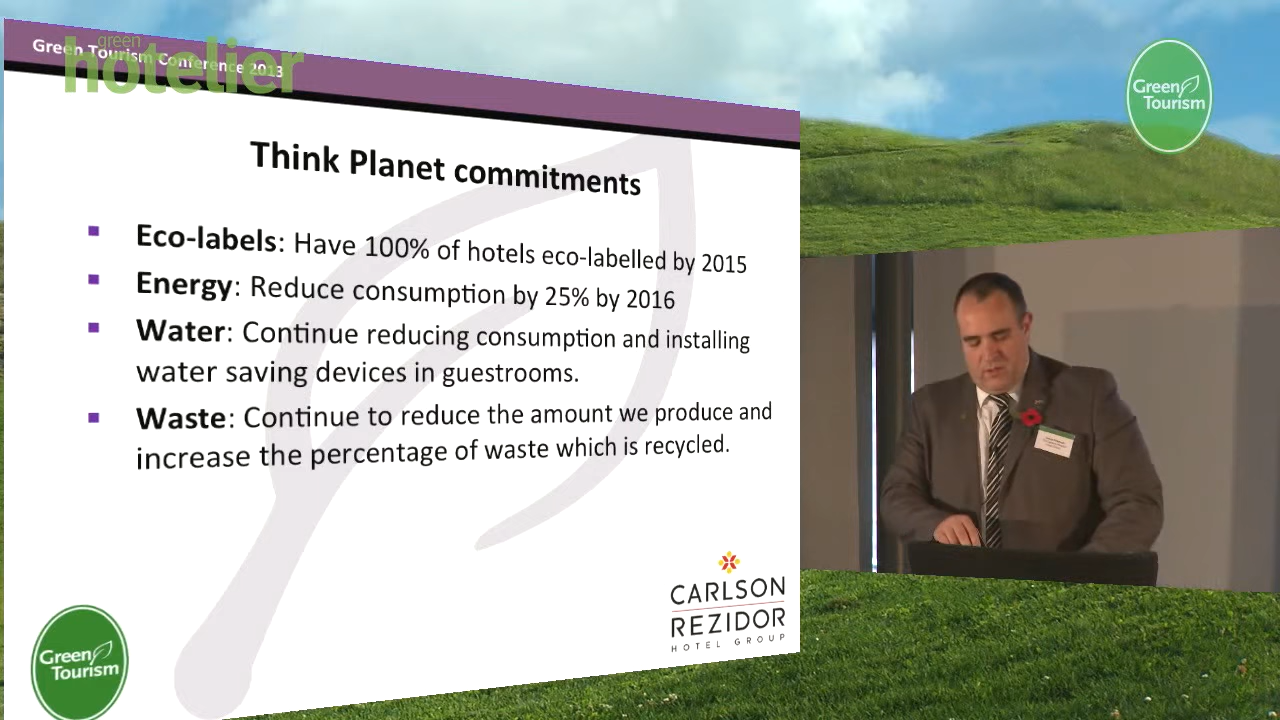 Green Tourism Conference 2013
green
hotelier
Green
Tourism
Think Planet commitments
Eco-labels: Have 100% of hotels eco-labelled by 2015
Energy: Reduce consumption by 25% by 2016
Water: Continue reducing consumption and installing
water saving devices in guestrooms.
Waste: Continue to reduce the amount we produce and
increase the percentage of waste which is recycled.
CARLSON
REZIDOR
HOTEL GROUP
Green
Tourism